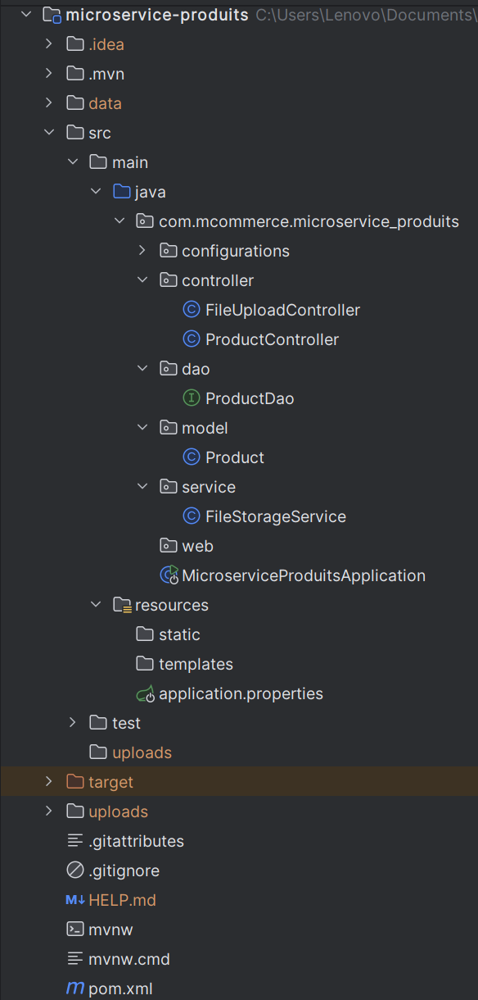 microservice-produits C:\Users\Lenovo\Documents\
.idea
.mvn
data
src
main
java
com.mcommerce.microservice_produits
configurations
controller
C FileUploadController
C ProductController
dao
I ProductDao
model
C Product
service
C FileStorageService
web
C MicroserviceProduitsApplication
resources
static
templates
application.properties
test
uploads
target
uploads
.gitattributes
.gitignore
M↓ HELP.md
mvnw
mvnw.cmd
m pom.xml